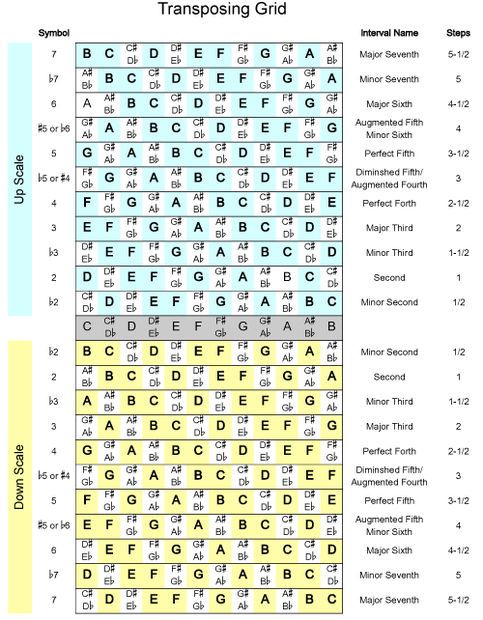 Transposing Grid
Symbol Interval Name Steps
Up Scale
7 B C C♯ D♭ D D♯ E♭ E F F♯ G♭ G G♯ A♭ A A♯ B♭ Major Seventh 5-1/2
♭7 A♯ B♭ B C C♯ D♭ D D♯ E♭ E F F♯ G♭ G G♯ A♭ A Minor Seventh 5
6 A A♯ B♭ B C C♯ D♭ D D♯ E♭ E F F♯ G♭ G G♯ A♭ Major Sixth 4-1/2
♯5 or ♭6 G♯ A♭ A A♯ B♭ B C C♯ D♭ D D♯ E♭ E F F♯ G♭ G Augmented Fifth Minor Sixth 4
5 G G♯ A♭ A A♯ B♭ B C C♯ D♭ D D♯ E♭ E F F♯ G♭ Perfect Fifth 3-1/2
♭5 or ♯4 F♯ G♭ G G♯ A♭ A A♯ B♭ B C C♯ D♭ D D♯ E♭ E F Diminshed Fifth/ Augmented Fourth 3
4 F F♯ G♭ G G♯ A♭ A A♯ B♭ B C C♯ D♭ D D♯ E♭ E Perfect Forth 2-1/2
3 E F F♯ G♭ G G♯ A♭ A A♯ B♭ B C C♯ D♭ D D♯ E♭ Major Third 2
♭3 D♯ E♭ E F F♯ G♭ G G♯ A♭ A A♯ B♭ B C C♯ D♭ D Minor Third 1-1/2
2 D D♯ E♭ E F F♯ G♭ G G♯ A♭ A A♯ B♭ B C C♯ D♭ Second 1
♭2 C♯ D♭ D D♯ E♭ E F F♯ G♭ G G♯ A♭ A A♯ B♭ B C Minor Second 1/2
C C♯ D♭ D D♯ E♭ E F F♯ G♭ G G♯ A♭ A A♯ B♭ B
Down Scale
♭2 B C C♯ D♭ D D♯ E♭ E F F♯ G♭ G G♯ A♭ A A♯ B♭ Minor Second 1/2
2 A♯ B♭ B C C♯ D♭ D D♯ E♭ E F F♯ G♭ G G♯ A♭ A Second 1
♭3 A A♯ B♭ B C C♯ D♭ D D♯ E♭ E F F♯ G♭ G G♯ A♭ Minor Third 1-1/2
3 G♯ A♭ A A♯ B♭ B C C♯ D♭ D D♯ E♭ E F F♯ G♭ G Major Third 2
4 G G♯ A♭ A A♯ B♭ B C C♯ D♭ D D♯ E♭ E F F♯ G♭ Perfect Forth 2-1/2
♭5 or ♯4 F♯ G♭ G G♯ A♭ A A♯ B♭ B C C♯ D♭ D D♯ E♭ E F Diminshed Fifth/ Augmented Fourth 3
5 F F♯ G♭ G G♯ A♭ A A♯ B♭ B C C♯ D♭ D D♯ E♭ E Perfect Fifth 3-1/2
♯5 or ♭6 E F F♯ G♭ G G♯ A♭ A A♯ B♭ B C C♯ D♭ D D♯ E♭ Augmented Fifth Minor Sixth 4
6 D♯ E♭ E F F♯ G♭ G G♯ A♭ A A♯ B♭ B C C♯ D♭ D Major Sixth 4-1/2
♭7 D D♯ E♭ E F F♯ G♭ G G♯ A♭ A A♯ B♭ B C C♯ D♭ Minor Seventh 5
7 C♯ D♭ D D♯ E♭ E F F♯ G♭ G G♯ A♭ A A♯ B♭ B C Major Seventh 5-1/2